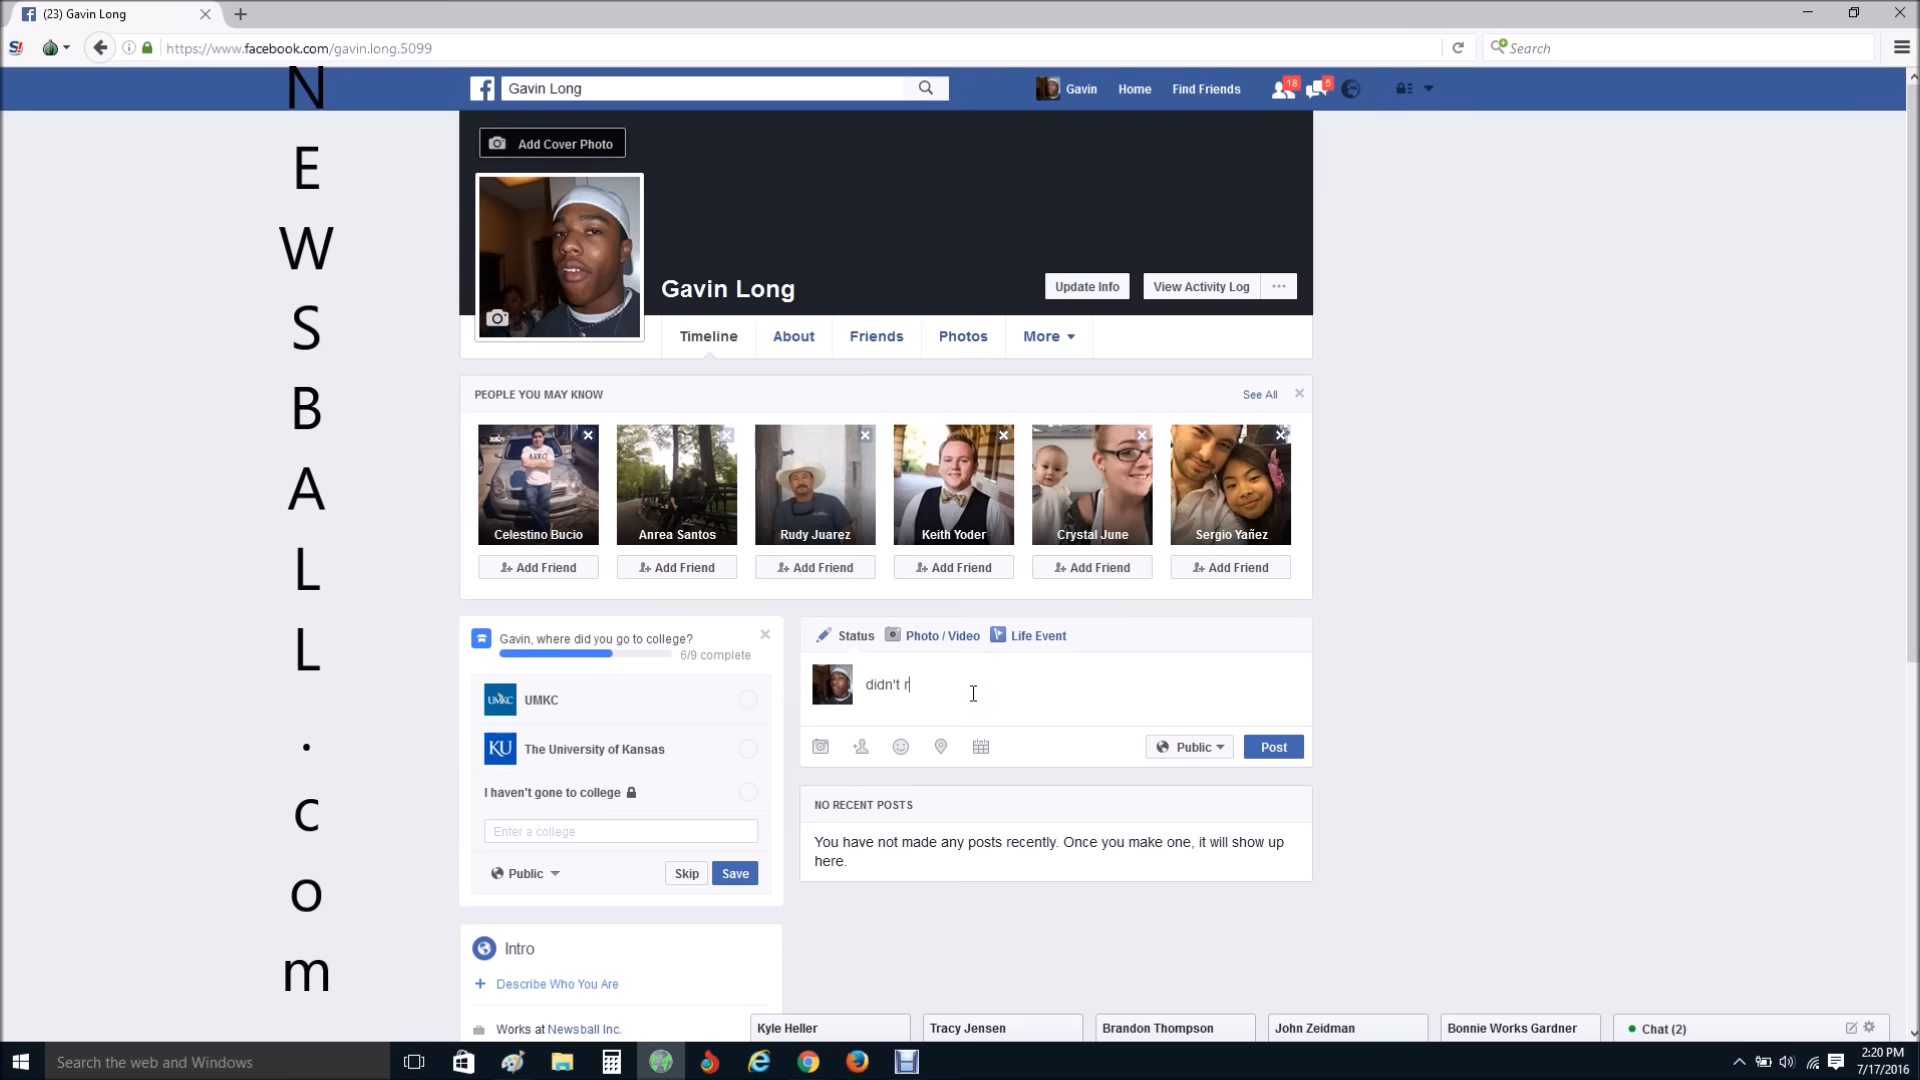 (23) Gavin Long
https://www.facebook.com/gavin.long.5099
Search
Gavin Long
Gavin
Home
Find Friends
18
5
N
E
W
S
B
A
L
L
.
c
o
m
Add Cover Photo
Gavin Long
Update Info
View Activity Log
Timeline
About
Friends
Photos
More
PEOPLE YOU MAY KNOW
See All
Celestino Bucio
Anrea Santos
Rudy Juarez
Keith Yoder
Crystal June
Sergio Yañez
Add Friend
Add Friend
Add Friend
Add Friend
Add Friend
Add Friend
Gavin, where did you go to college?
6/9 complete
UMKC
UMKC
KU
The University of Kansas
I haven't gone to college
Enter a college
Public
Skip
Save
Status
Photo / Video
Life Event
didn't r
Public
Post
NO RECENT POSTS
You have not made any posts recently. Once you make one, it will show up
here.
Intro
Describe Who You Are
Works at Newsball Inc.
Kyle Heller
Tracy Jensen
Brandon Thompson
John Zeidman
Bonnie Works Gardner
Chat (2)
Search the web and Windows
2:20 PM
7/17/2016